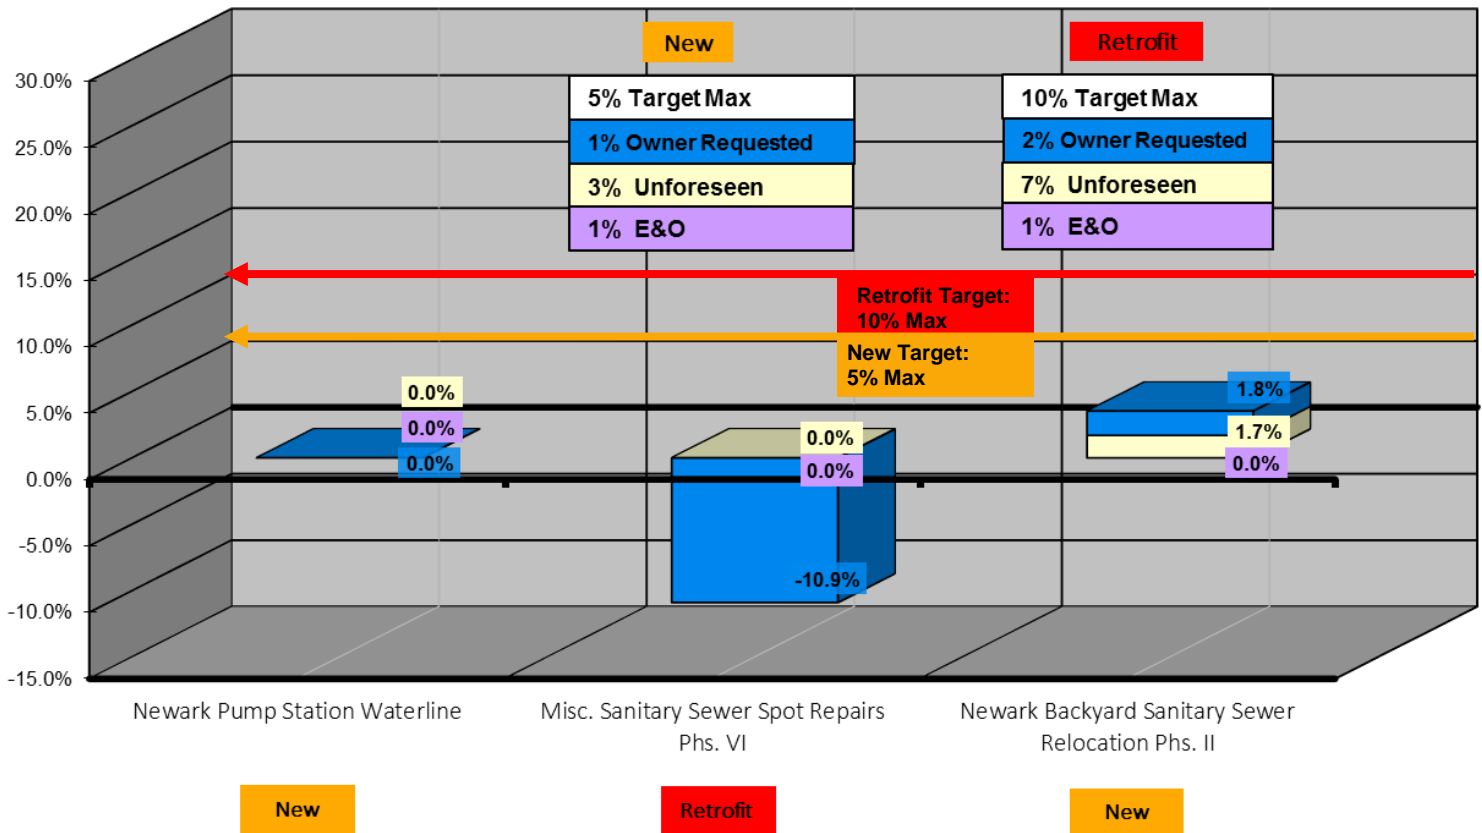 New
Retrofit
30.0%
5% Target Max
10% Target Max
25.0%
1% Owner Requested
2% Owner Requested
20.0%
3% Unforeseen
7% Unforeseen
1% E&O
1% E&O
15.0%
Retrofit Target:
10% Max
10.0%
New Target:
5% Max
5.0%
0.0%
0.0%
0.0%
0.0%
0.0%
-10.9%
1.8%
1.7%
0.0%
0.0%
-5.0%
-10.0%
-15.0%
Newark Pump Station Waterline
Misc. Sanitary Sewer Spot Repairs
Phs. VI
Newark Backyard Sanitary Sewer
Relocation Phs. II
New
Retrofit
New